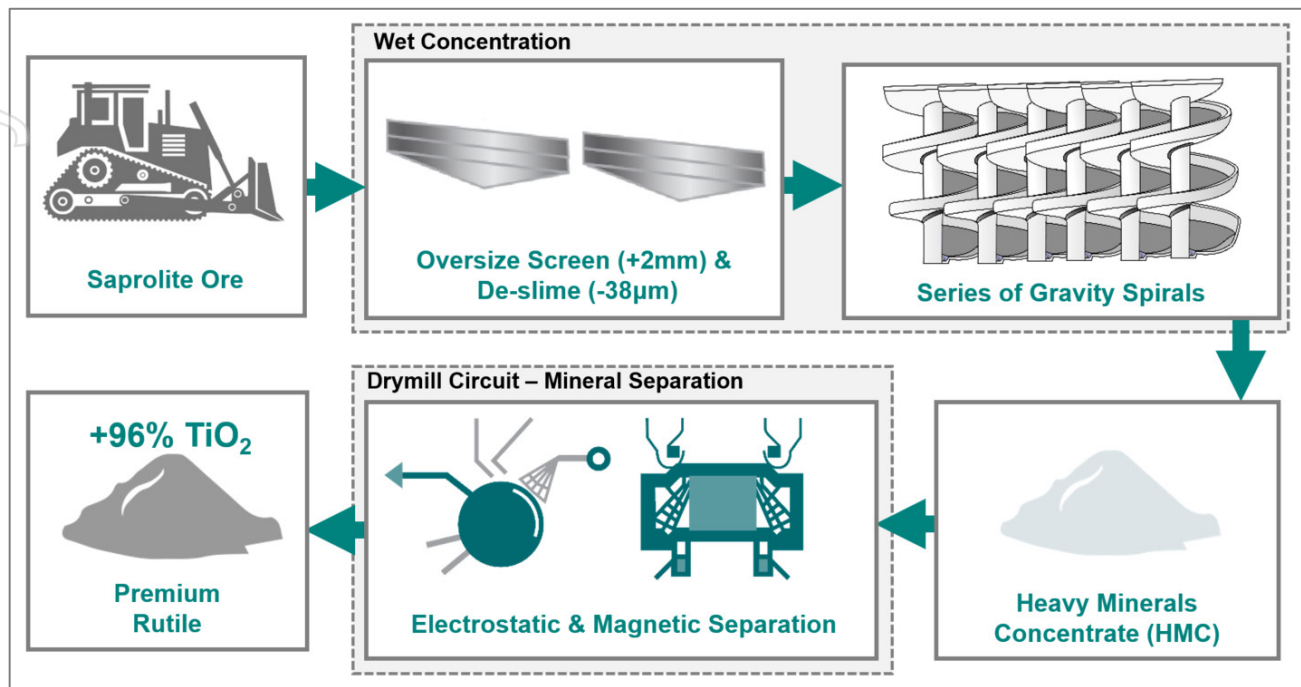 Wet Concentration
Saprolite Ore
Oversize Screen (+2mm) &
De-slime (-38µm)
Series of Gravity Spirals
Heavy Minerals
Concentrate (HMC)
Drymill Circuit – Mineral Separation
Electrostatic & Magnetic Separation
+96% TiO₂
Premium
Rutile